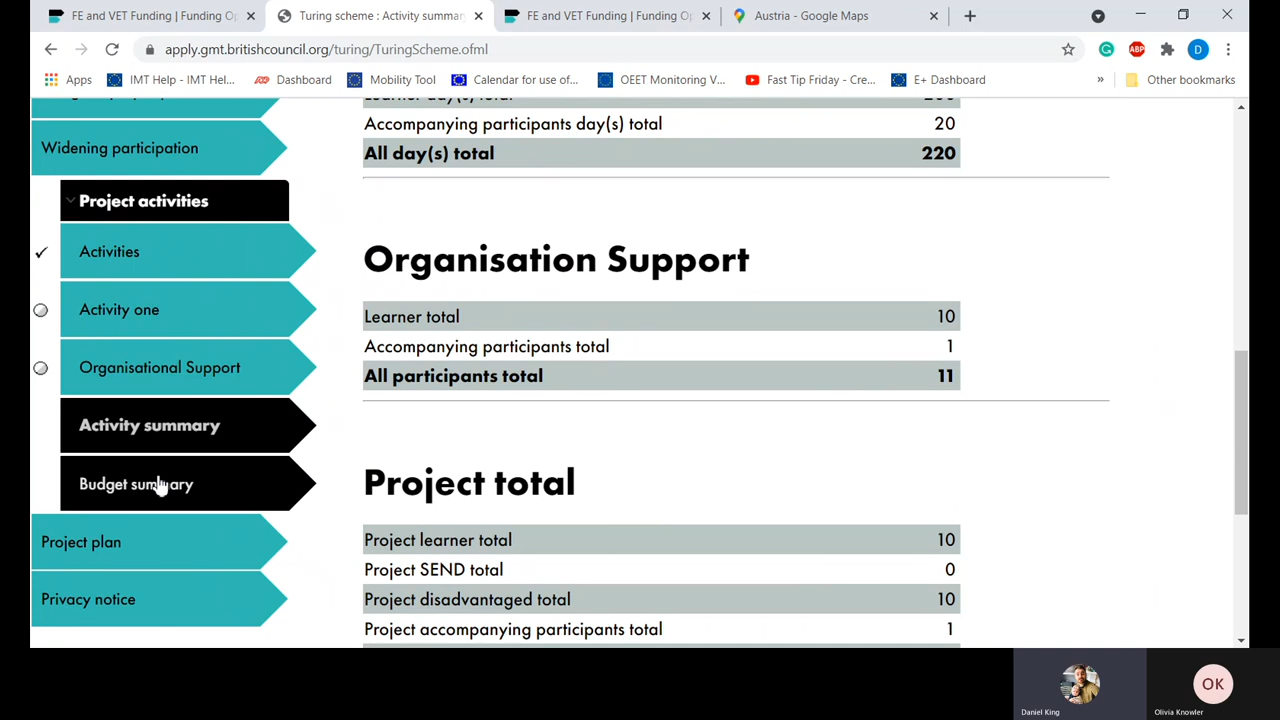 FE and VET Funding | Funding Op
Turing scheme : Activity summar
FE and VET Funding | Funding Op
Austria - Google Maps
apply.gmt.britishcouncil.org/turing/TuringScheme.ofml
ABP
D
Apps
IMT Help - IMT Hel...
Dashboard
Mobility Tool
Calendar for use of...
OEET Monitoring V...
Fast Tip Friday - Cre...
E+ Dashboard
»
Other bookmarks
Widening participation
Project activities
Activities
Activity one
Organisational Support
Activity summary
Budget summary
Project plan
Privacy notice
Learner day(s) total 200
Accompanying participants day(s) total 20
All day(s) total 220
Organisation Support
Learner total 10
Accompanying participants total 1
All participants total 11
Project total
Project learner total 10
Project SEND total 0
Project disadvantaged total 10
Project accompanying participants total 1
Daniel King
OK
Olivia Knowler